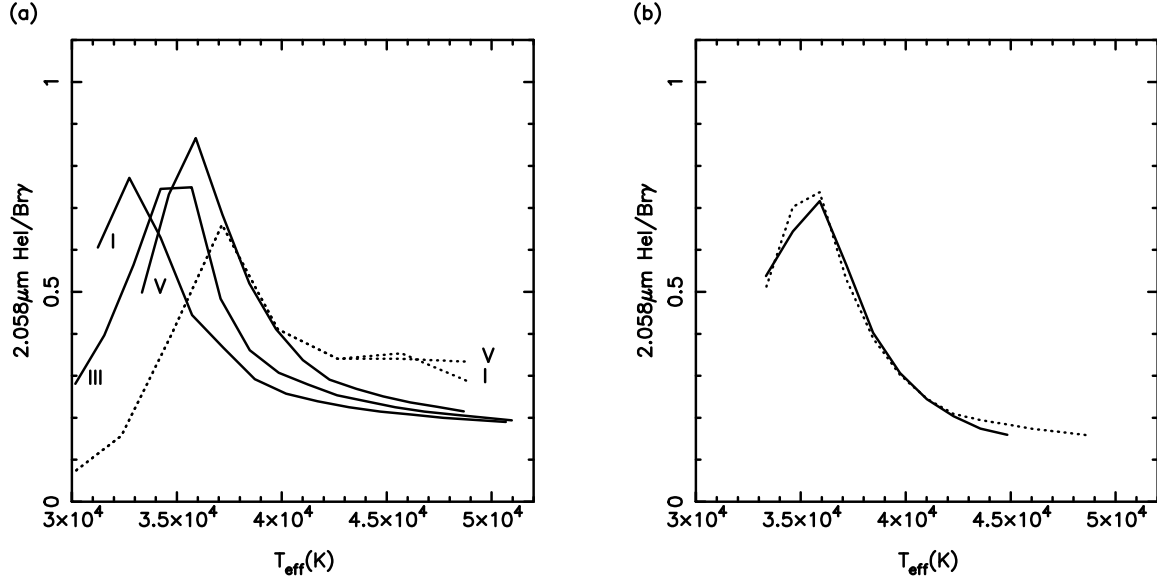 (a)
1
0.5
0
2.058μm HeI/Brγ
I
III
V
V
I
3×10⁴ 3.5×10⁴ 4×10⁴ 4.5×10⁴ 5×10⁴
T_eff(K)
(b)
1
0.5
0
2.058μm HeI/Brγ
3×10⁴ 3.5×10⁴ 4×10⁴ 4.5×10⁴ 5×10⁴
T_eff(K)